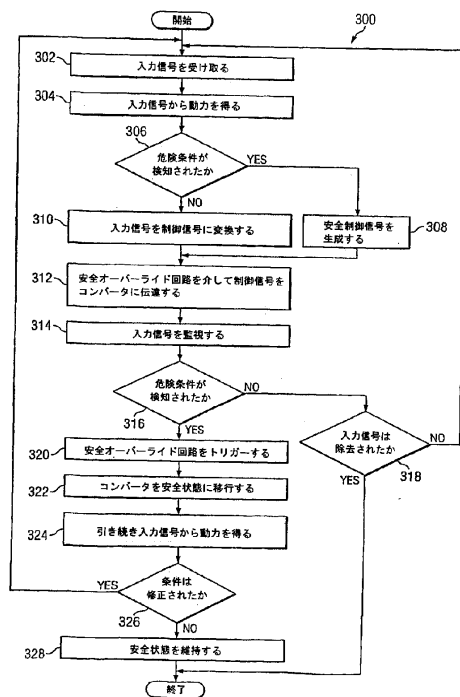 開始
300
302
入力信号を受け取る
304
入力信号から動力を得る
306
危険条件が
検知されたか
YES
NO
310
入力信号を制御信号に変換する
安全制御信号を
生成する
308
312
安全オーバーライド回路を介して制御信号を
コンバータに伝達する
314
入力信号を監視する
危険条件が
検知されたか
NO
316
YES
入力信号は
除去されたか
NO
318
YES
320
安全オーバーライド回路をトリガーする
322
コンバータを安全状態に移行する
324
引き続き入力信号から動力を得る
YES
条件は
修正されたか
326
NO
328
安全状態を維持する
終了